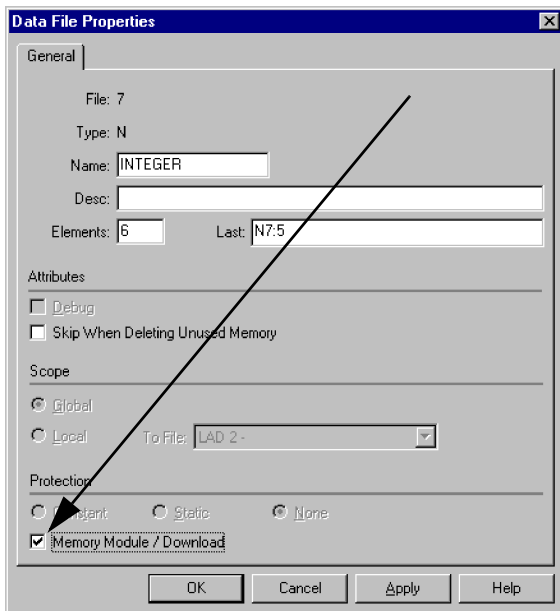 Data File Properties
General
File: 7
Type: N
Name: INTEGER
Desc:
Elements: 6 Last: N7:5
Attributes
Debug
Skip When Deleting Unused Memory
Scope
Global
Local To File: LAD 2 -
Protection
Constant Static None
Memory Module / Download
OK Cancel Apply Help